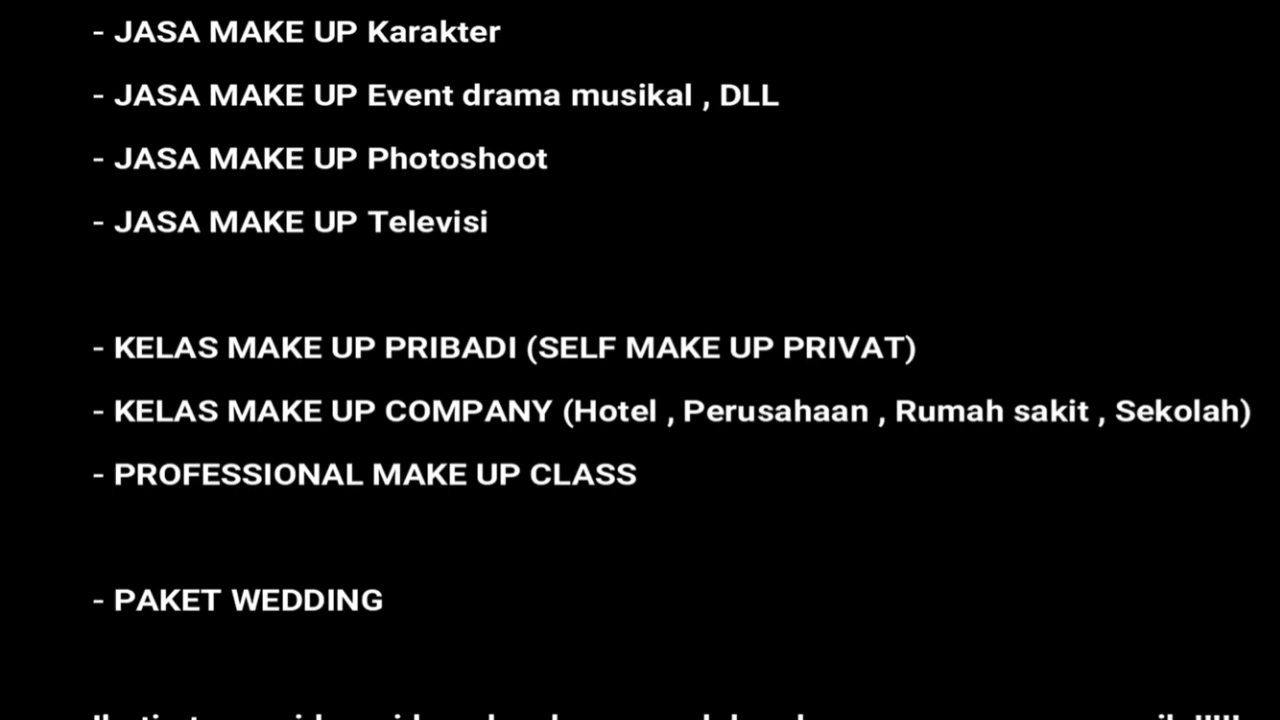 - JASA MAKE UP Karakter
- JASA MAKE UP Event drama musikal , DLL
- JASA MAKE UP Photoshoot
- JASA MAKE UP Televisi
- KELAS MAKE UP PRIBADI (SELF MAKE UP PRIVAT)
- KELAS MAKE UP COMPANY (Hotel , Perusahaan , Rumah sakit , Sekolah)
- PROFESSIONAL MAKE UP CLASS
- PAKET WEDDING